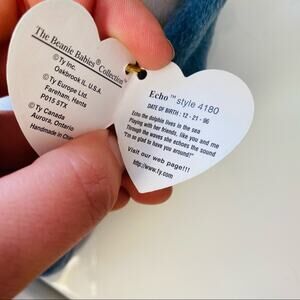 The Beanie Babies® Collection
©Ty Inc.
Oakbrook IL. U.S.A.
©Ty Europe Ltd.
Fareham, Hants
PO15 5TX
©Ty Canada
Aurora, Ontario
Handmade in
Echo™ style 4180
DATE OF BIRTH : 12 - 21 - 96
Echo the dolphin lives in the sea
Playing with her friends, like you and me
Through the waves she echoes the sound
"I'm so glad to have you around!"
Visit our web page!!!
http://www.ty.com